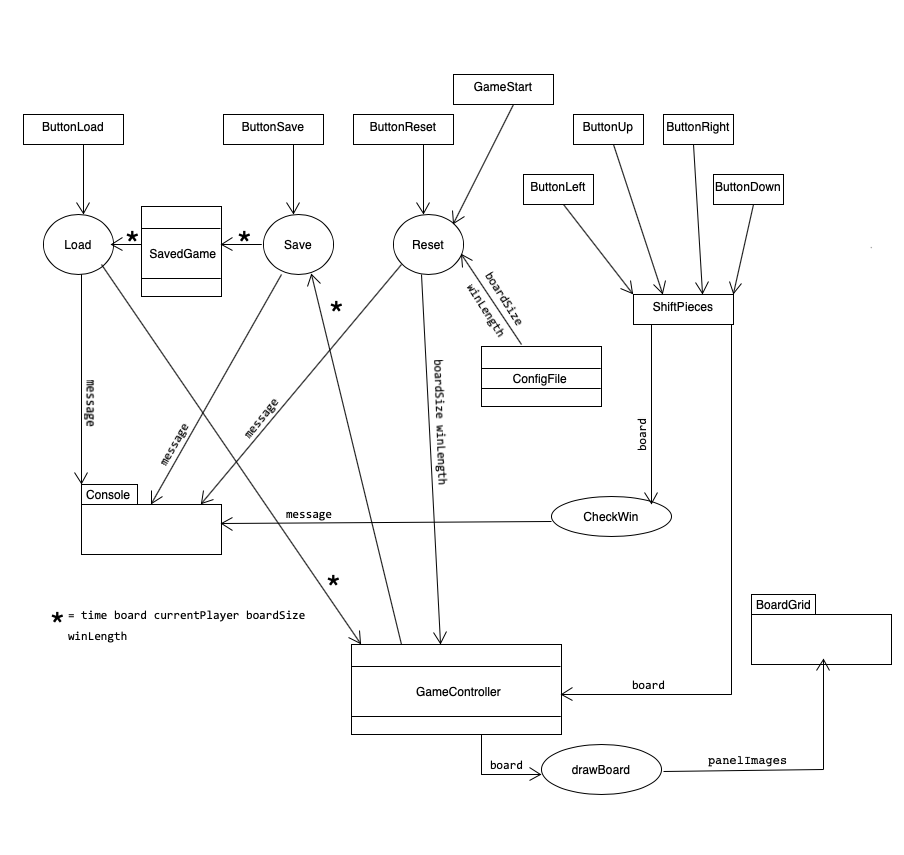 GameStart
ButtonLoad
ButtonSave
ButtonReset
ButtonUp
ButtonRight
ButtonLeft
ButtonDown
Load
*
SavedGame
*
Save
Reset
boardSize
winLength
*
ShiftPieces
ConfigFile
message
message
message
boardSize winLength
board
Console
message
CheckWin
*
* = time board currentPlayer boardSize
winLength
BoardGrid
GameController
board
board
drawBoard
panelImages